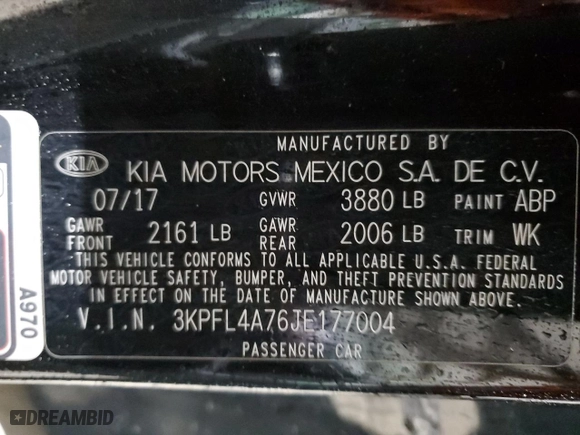 MANUFACTURED BY
KIA KIA MOTORS MEXICO S.A. DE C.V.
07/17 GVWR 3880 LB PAINT ABP
GAWR FRONT 2161 LB GAWR REAR 2006 LB TRIM WK
THIS VEHICLE CONFORMS TO ALL APPLICABLE U.S.A. FEDERAL
MOTOR VEHICLE SAFETY, BUMPER, AND THEFT PREVENTION STANDARDS
IN EFFECT ON THE DATE OF MANUFACTURE SHOWN ABOVE.
V.I.N. 3KPFL4A76JE177004
PASSENGER CAR
A970
DREAMBID